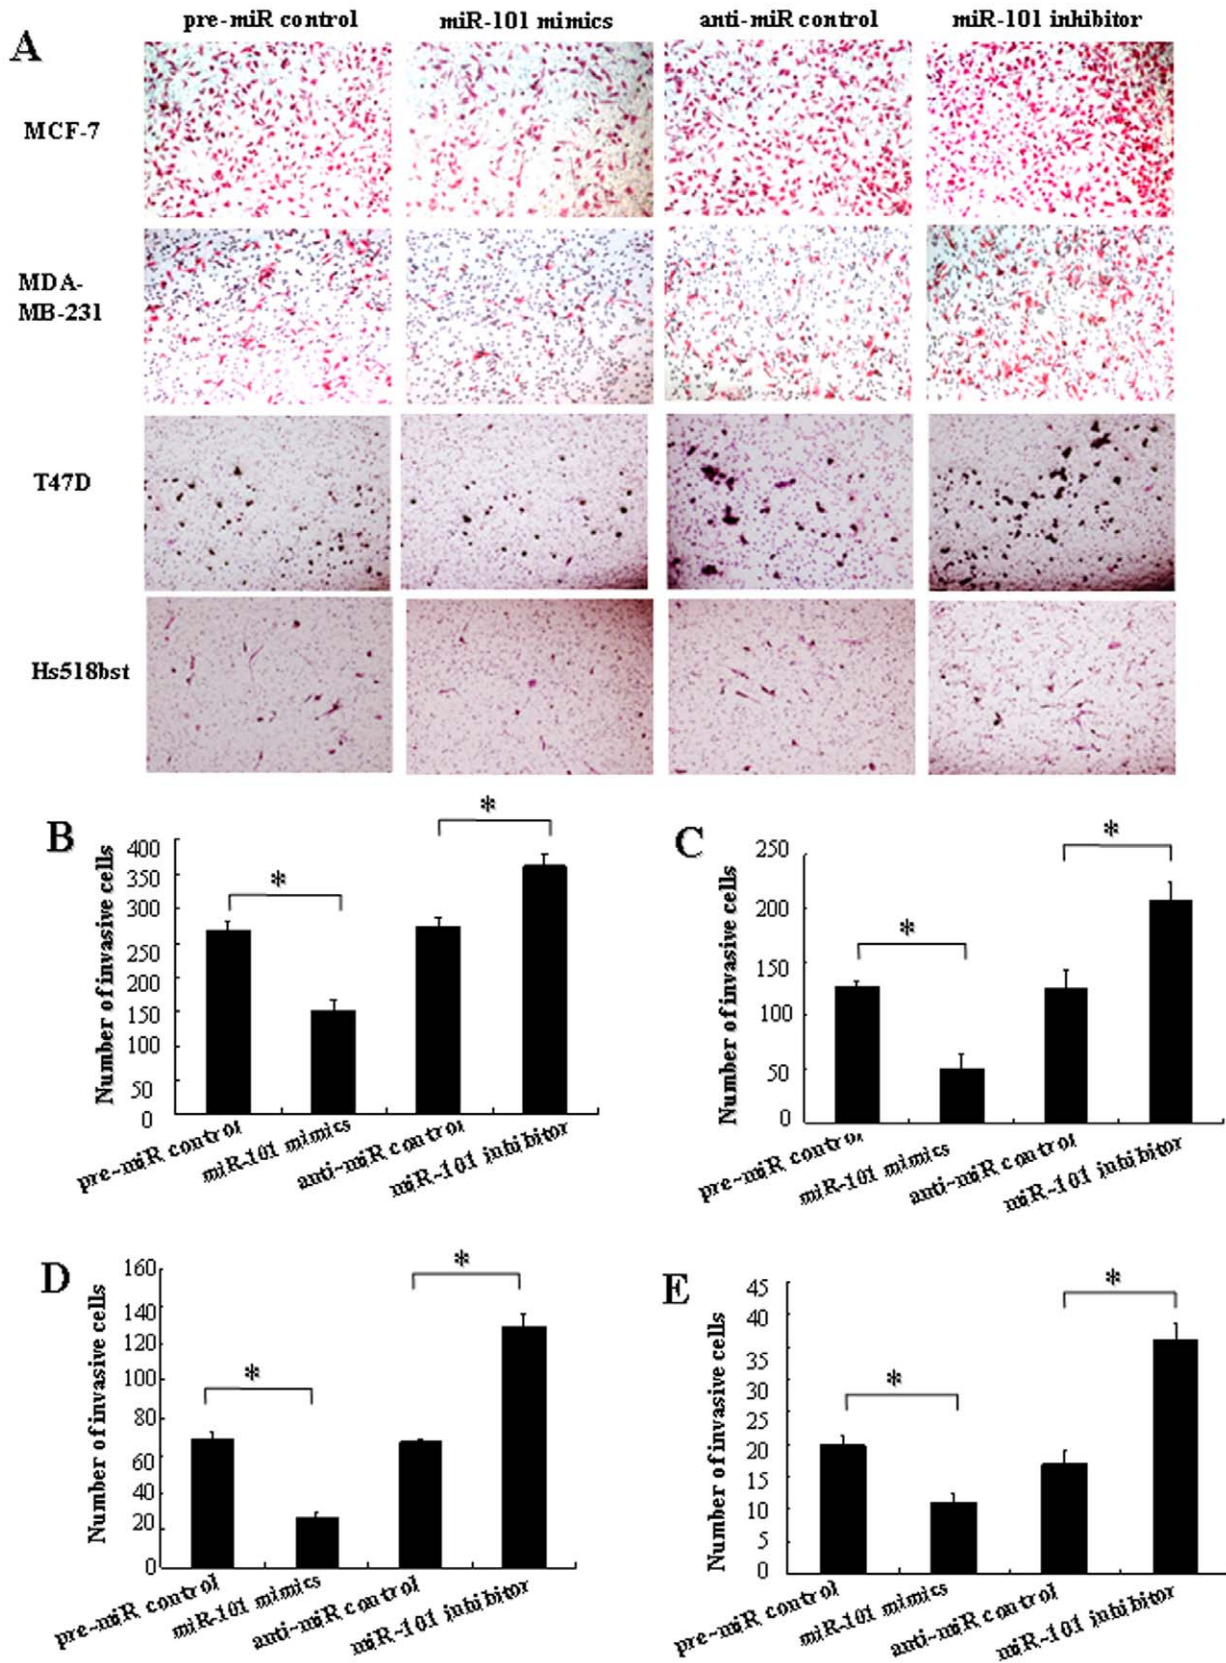 A
pre-miR control
miR-101 mimics
anti-miR control
miR-101 inhibitor
MCF-7
MDA-
MB-231
T47D
Hs518bst
B
Number of invasive cells
400
350
300
250
200
150
100
50
0
*
*
pre-miR control
miR-101 mimics
anti-miR control
miR-101 inhibitor
C
Number of invasive cells
250
200
150
100
50
0
*
*
pre-miR control
miR-101 mimics
anti-miR control
miR-101 inhibitor
D
Number of invasive cells
160
140
120
100
80
60
40
20
0
*
*
pre-miR control
miR-101 mimics
anti-miR control
miR-101 inhibitor
E
Number of invasive cells
45
40
35
30
25
20
15
10
5
0
*
*
pre-miR control
miR-101 mimics
anti-miR control
miR-101 inhibitor